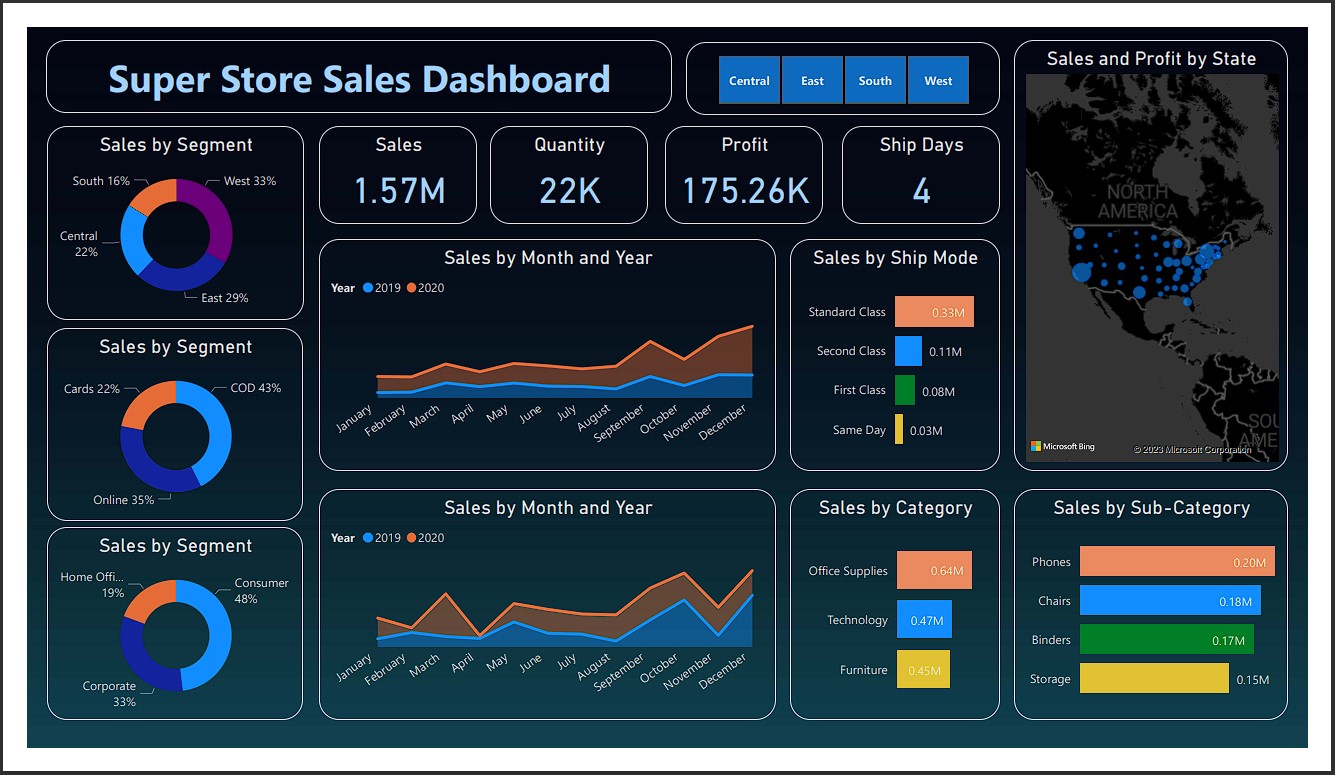 Super Store Sales Dashboard
Central East South West
Sales by Segment
South 16%
West 33%
Central
22%
East 29%
Sales
1.57M
Quantity
22K
Profit
175.26K
Ship Days
4
Sales and Profit by State
NORTH
AMERICA
Microsoft Bing
© 2023 Microsoft Corporation
Sales by Month and Year
Year 2019 2020
January February March April May June July August September October November December
Sales by Ship Mode
Standard Class 0.33M
Second Class 0.11M
First Class 0.08M
Same Day 0.03M
Sales by Segment
Cards 22%
COD 43%
Online 35%
Sales by Segment
Home Offi...
19%
Consumer
48%
Corporate
33%
Sales by Month and Year
Year 2019 2020
January February March April May June July August September October November December
Sales by Category
Office Supplies 0.64M
Technology 0.47M
Furniture 0.45M
Sales by Sub-Category
Phones 0.20M
Chairs 0.18M
Binders 0.17M
Storage 0.15M